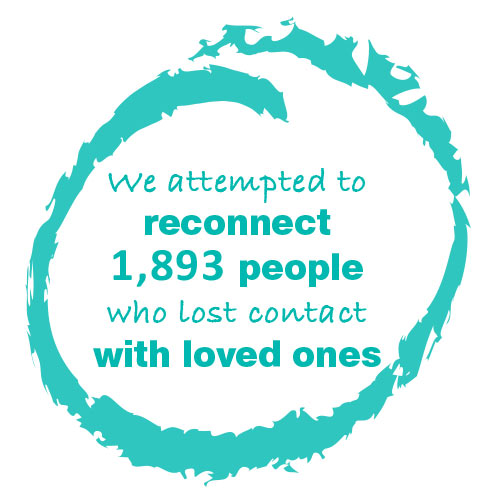 We attempted to
reconnect
1,893 people
who lost contact
with loved ones